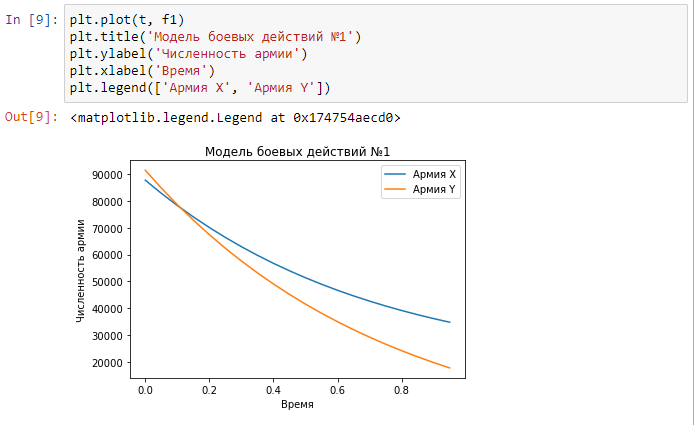 In [9]: plt.plot(t, f1)
plt.title('Модель боевых действий №1')
plt.ylabel('Численность армии')
plt.xlabel('Время')
plt.legend(['Армия X', 'Армия Y'])
Out[9]: <matplotlib.legend.Legend at 0x174754aecd0>
Модель боевых действий №1
Армия X
Армия Y
Численность армии
90000
80000
70000
60000
50000
40000
30000
20000
0.0 0.2 0.4 0.6 0.8
Время